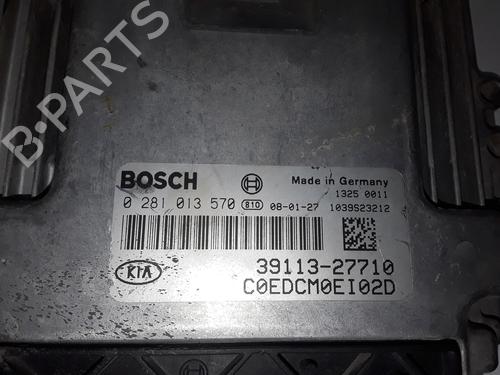 B-PARTS
BOSCH
Made in Germany
1325 0011
0 281 013 570 810 08-01-27 1039S23212
KIA
39113-27710
C0EDCM0EI02D